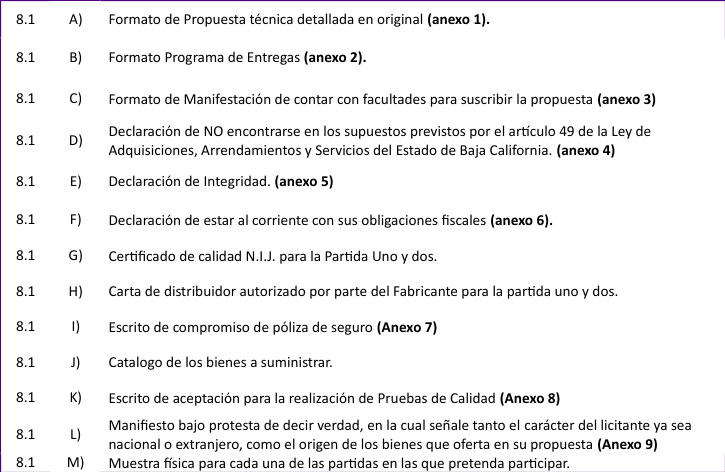 8.1 A) Formato de Propuesta técnica detallada en original (anexo 1).
8.1 B) Formato Programa de Entregas (anexo 2).
8.1 C) Formato de Manifestación de contar con facultades para suscribir la propuesta (anexo 3)
8.1 D) Declaración de NO encontrarse en los supuestos previstos por el artículo 49 de la Ley de
Adquisiciones, Arrendamientos y Servicios del Estado de Baja California. (anexo 4)
8.1 E) Declaración de Integridad. (anexo 5)
8.1 F) Declaración de estar al corriente con sus obligaciones fiscales (anexo 6).
8.1 G) Certificado de calidad N.I.J. para la Partida Uno y dos.
8.1 H) Carta de distribuidor autorizado por parte del Fabricante para la partida uno y dos.
8.1 I) Escrito de compromiso de póliza de seguro (Anexo 7)
8.1 J) Catalogo de los bienes a suministrar.
8.1 K) Escrito de aceptación para la realización de Pruebas de Calidad (Anexo 8)
8.1 L) Manifiesto bajo protesta de decir verdad, en la cual señale tanto el carácter del licitante ya sea
nacional o extranjero, como el origen de los bienes que oferta en su propuesta (Anexo 9)
8.1 M) Muestra física para cada una de las partidas en las que pretenda participar.